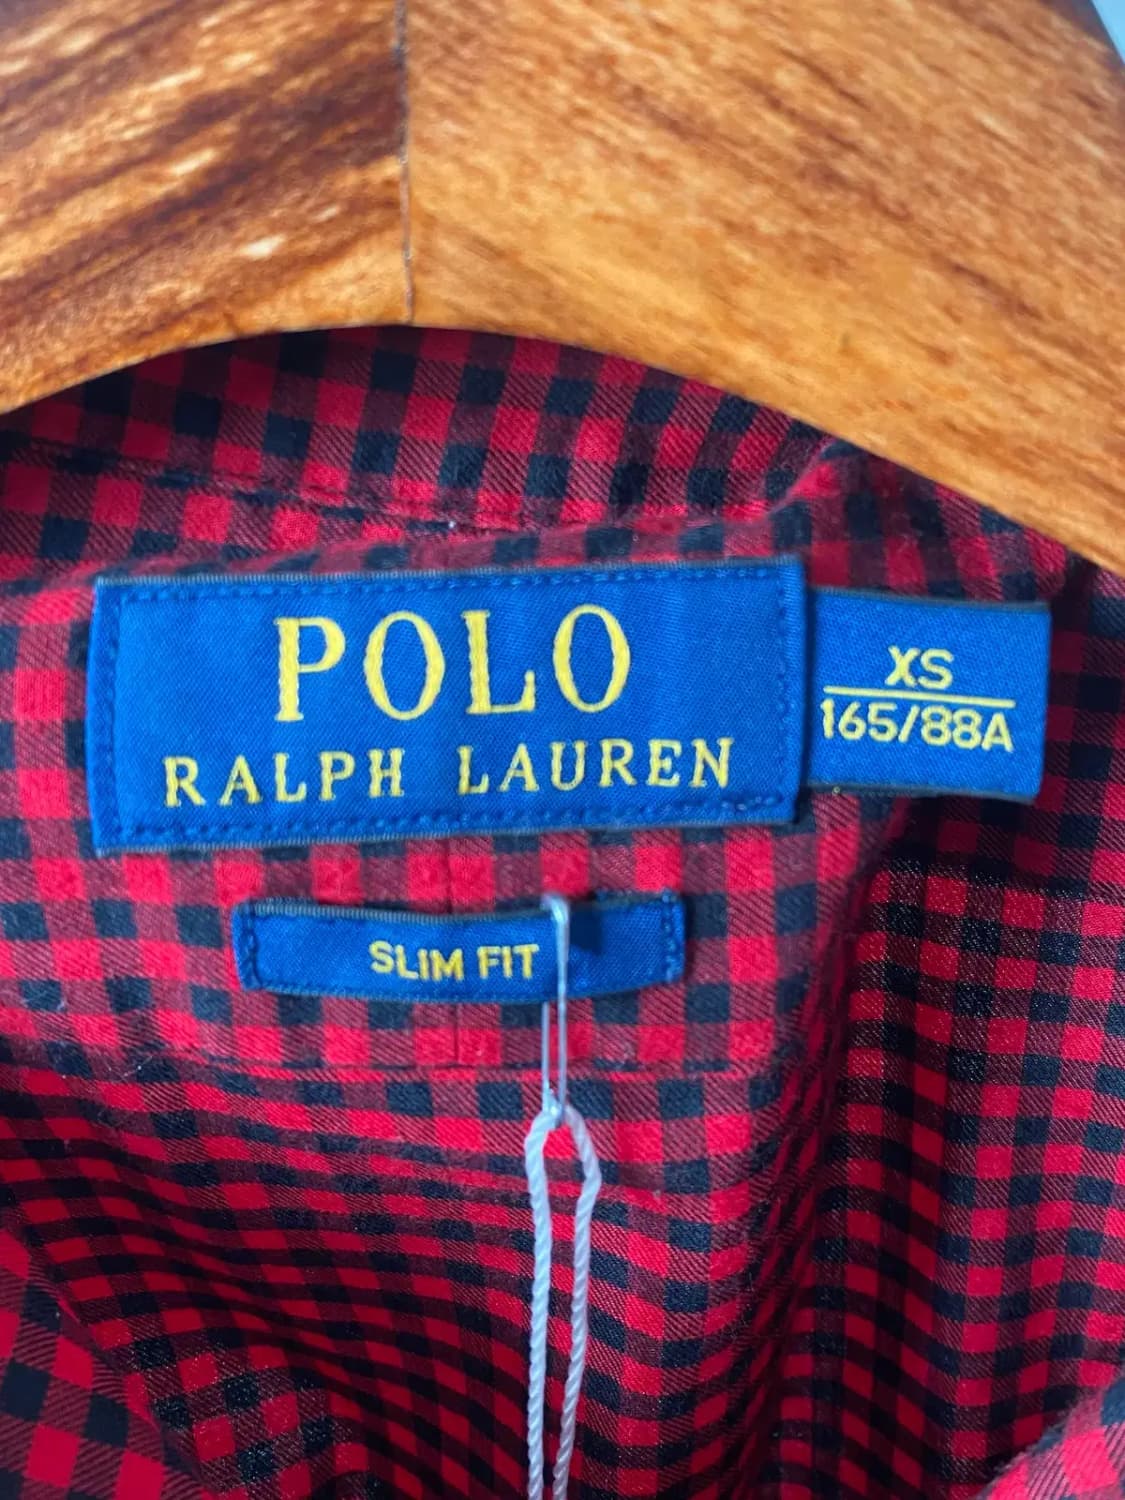 POLO
RALPH LAUREN
XS
165/88A
SLIM FIT